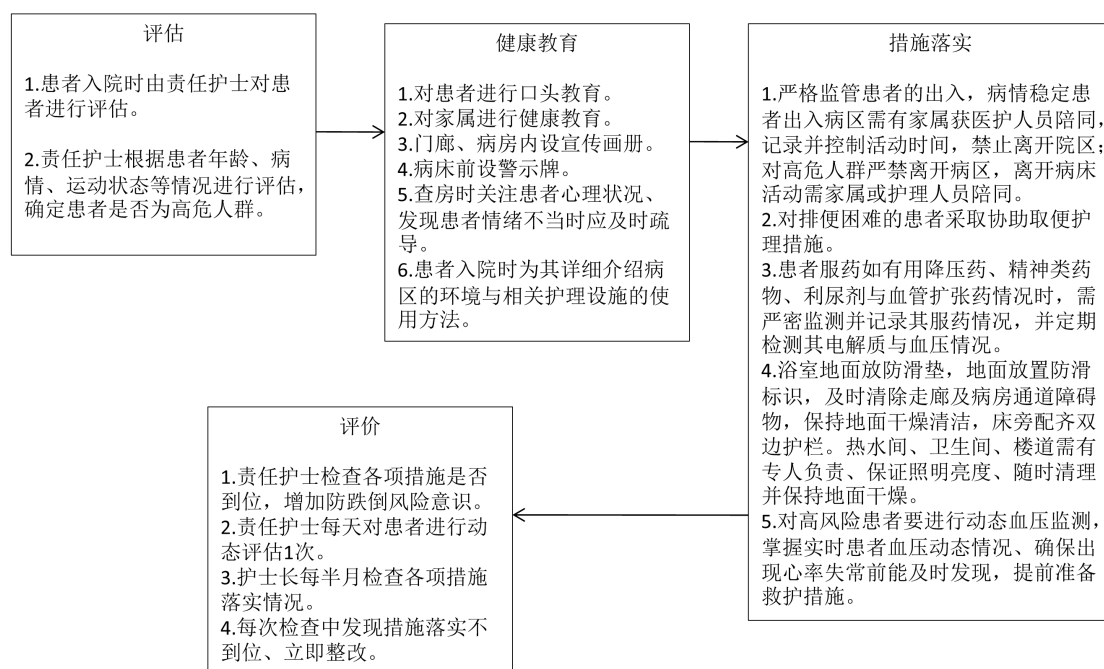 评估
1.患者入院时由责任护士对患
者进行评估。
2.责任护士根据患者年龄、病
情、运动状态等情况进行评估，
确定患者是否为高危人群。
健康教育
1.对患者进行口头教育。
2.对家属进行健康教育。
3.门廊、病房内设宣传画册。
4.病床前设警示牌。
5.查房时关注患者心理状况、
发现患者情绪不当时应及时疏
导。
6.患者入院时为其详细介绍病
区的环境与相关护理设施的使
用方法。
措施落实
1.严格监管患者的出入，病情稳定患
者出入病区需有家属获医护人员陪同，
记录并控制活动时间，禁止离开院区；
对高危人群严禁离开病区，离开病床
活动需家属或护理人员陪同。
2.对排便困难的患者采取协助取便护
理措施。
3.患者服药如有用降压药、精神类药
物、利尿剂与血管扩张药情况时，需
严密监测并记录其服药情况，并定期
检测其电解质与血压情况。
4.浴室地面放防滑垫，地面放置防滑
标识，及时清除走廊及病房通道障碍
物，保持地面干燥清洁，床旁配齐双
边护栏。热水间、卫生间、楼道需有
专人负责、保证照明亮度、随时清理
并保持地面干燥。
5.对高风险患者要进行动态血压监测，
掌握实时患者血压动态情况、确保出
现心率失常前能及时发现，提前准备
救护措施。
评价
1.责任护士检查各项措施是否
到位，增加防跌倒风险意识。
2.责任护士每天对患者进行动
态评估1次。
3.护士长每半月检查各项措施
落实情况。
4.每次检查中发现措施落实不
到位、立即整改。